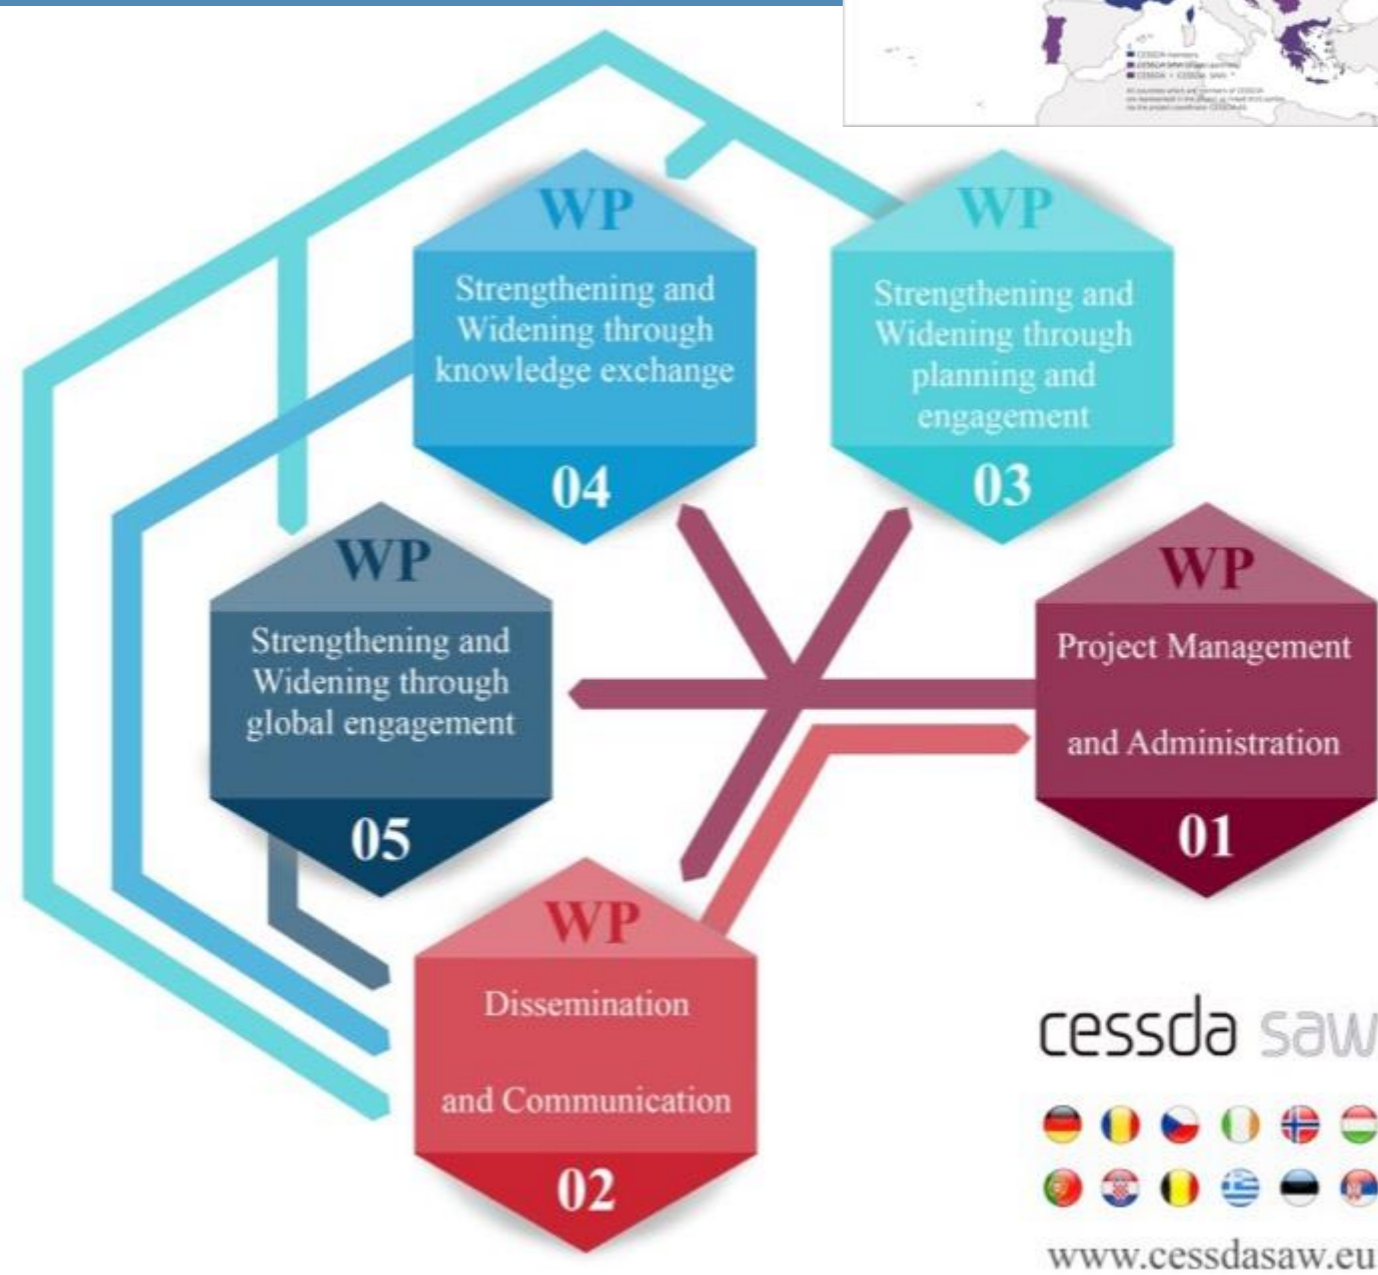 CESSDA members
WP
Strengthening and
Widening through
knowledge exchange
04
WP
Strengthening and
Widening through
planning and
engagement
03
WP
Strengthening and
Widening through
global engagement
05
WP
Project Management
and Administration
01
WP
Dissemination
and Communication
02
cessda saw
www.cessdasaw.eu